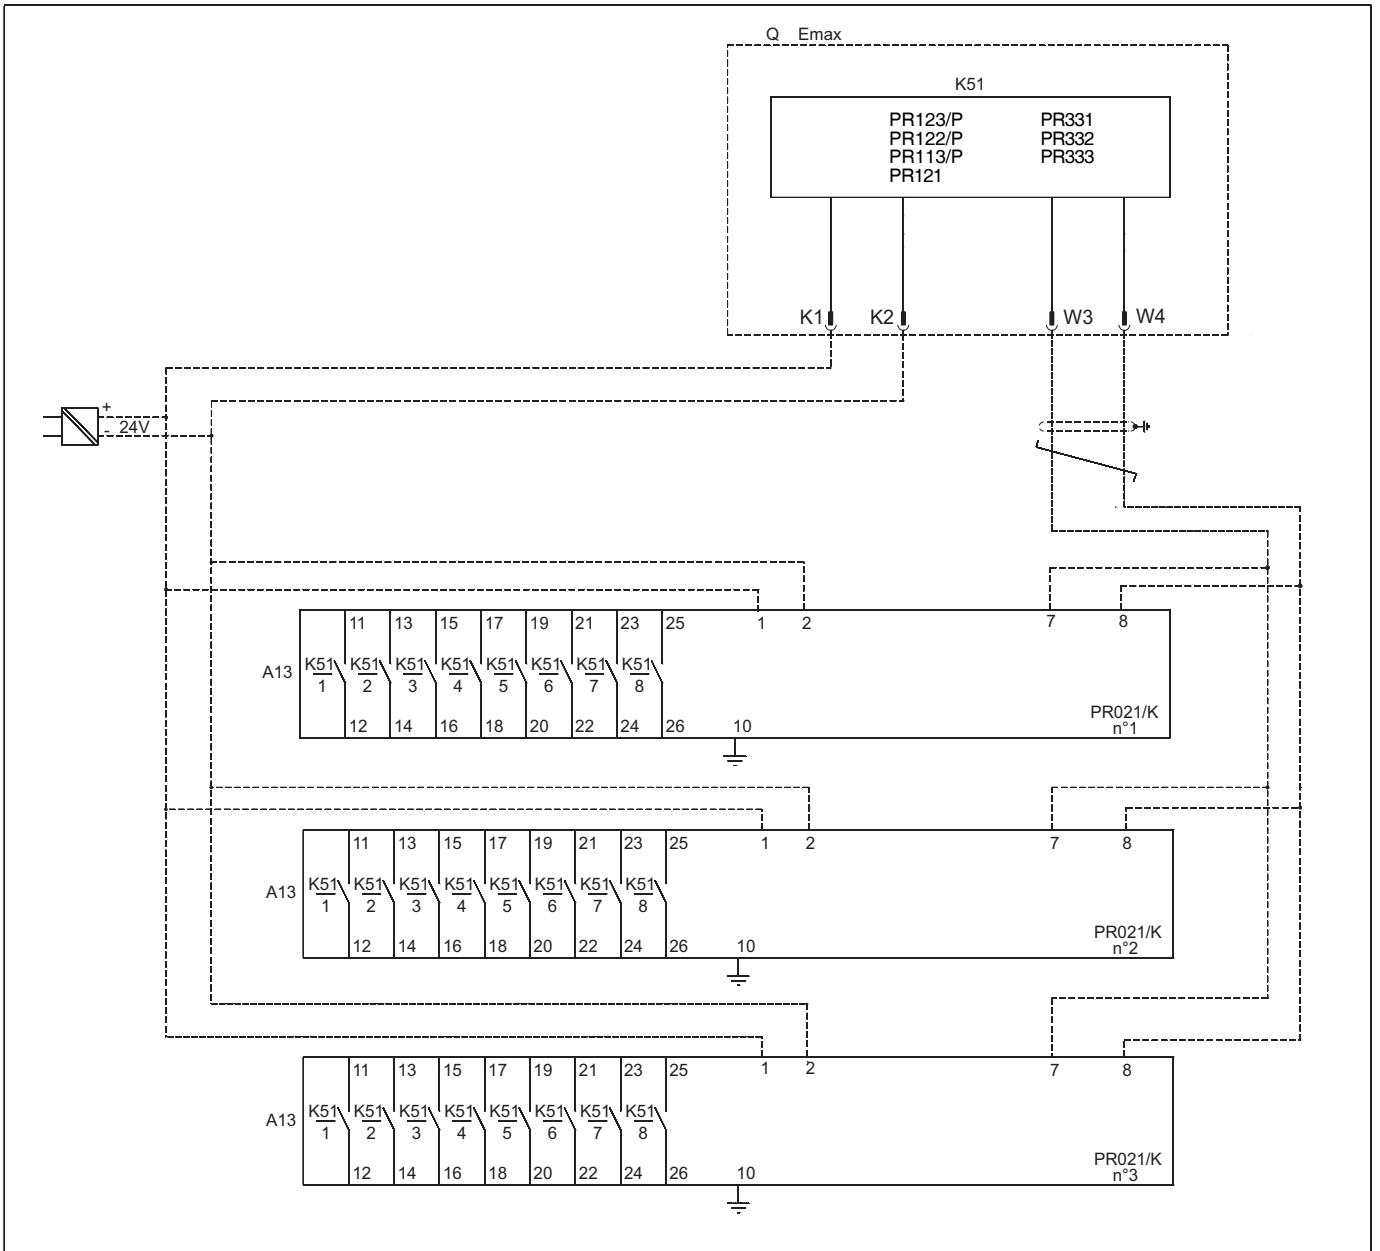 Q Emax
K51
PR123/P PR331
PR122/P PR332
PR113/P PR333
PR121
K1 K2 W3 W4
+
- 24V
11 13 15 17 19 21 23 25 1 2 7 8
A13 K51 K51 K51 K51 K51 K51 K51 K51
1 2 3 4 5 6 7 8
PR021/K
12 14 16 18 20 22 24 26 10 n°1
11 13 15 17 19 21 23 25 1 2 7 8
A13 K51 K51 K51 K51 K51 K51 K51 K51
1 2 3 4 5 6 7 8
PR021/K
12 14 16 18 20 22 24 26 10 n°2
11 13 15 17 19 21 23 25 1 2 7 8
A13 K51 K51 K51 K51 K51 K51 K51 K51
1 2 3 4 5 6 7 8
PR021/K
12 14 16 18 20 22 24 26 10 n°3